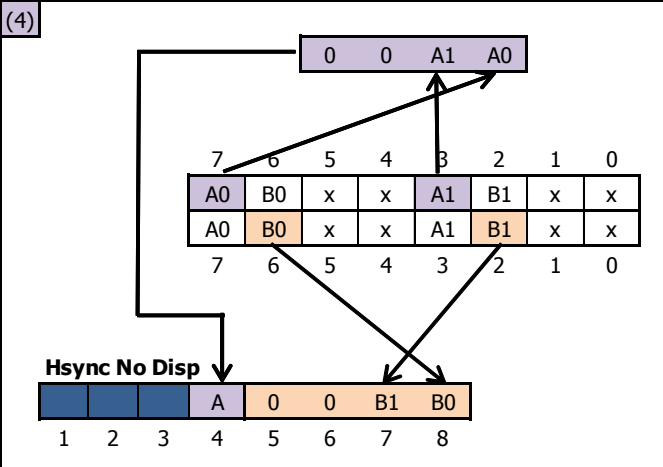 (4)
0 0 A1 A0
7 6 5 4 3 2 1 0
A0 B0 x x A1 B1 x x
A0 B0 x x A1 B1 x x
7 6 5 4 3 2 1 0
Hsync No Disp
A 0 0 B1 B0
1 2 3 4 5 6 7 8